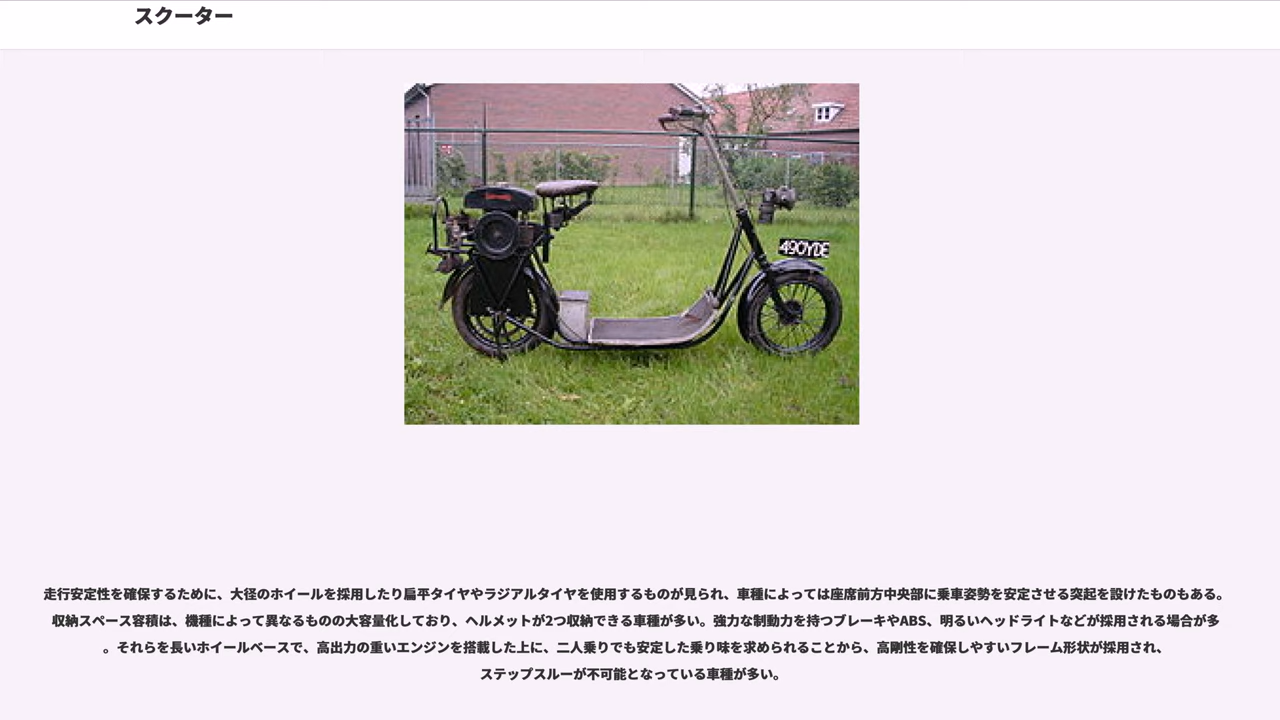 スクーター
490YDE
走行安定性を確保するために、大径のホイールを採用したり扁平タイヤやラジアルタイヤを使用するものが見られ、車種によっては座席前方中央部に乗車姿勢を安定させる突起を設けたものもある。
収納スペース容積は、機種によって異なるものの大容量化しており、ヘルメットが2つ収納できる車種が多い。強力な制動力を持つブレーキやABS、明るいヘッドライトなどが採用される場合が多
。それらを長いホイールベースで、高出力の重いエンジンを搭載した上に、二人乗りでも安定した乗り味を求められることから、高剛性を確保しやすいフレーム形状が採用され、
ステップスルーが不可能となっている車種が多い。